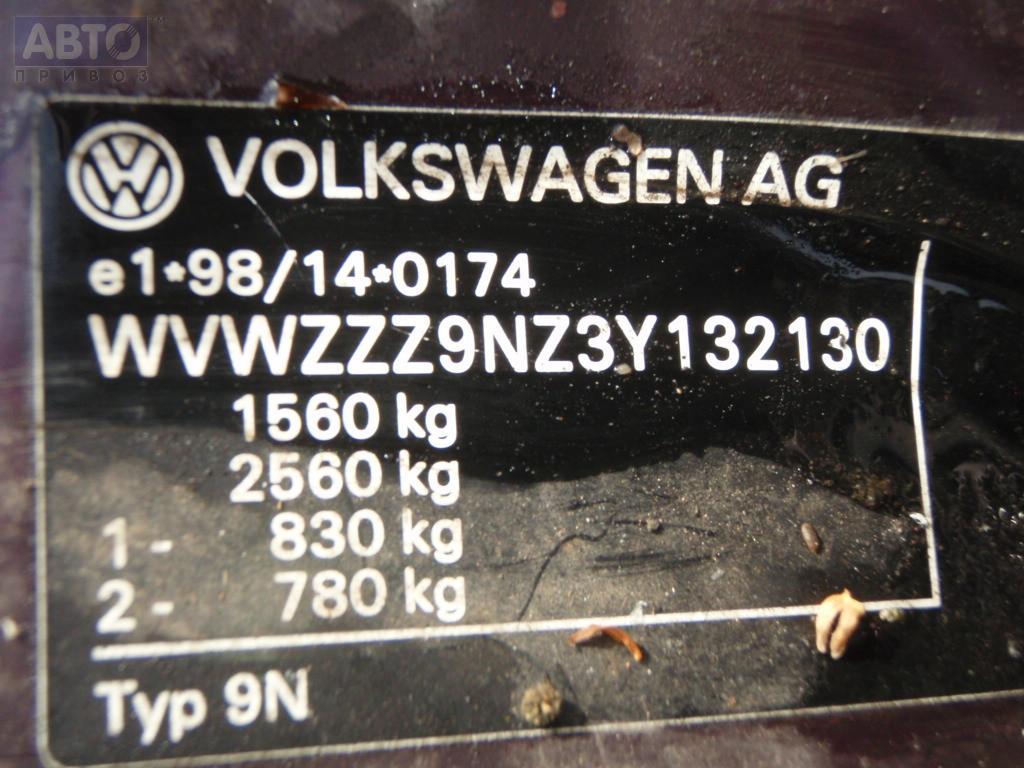 АВТО™
ПРИВОЗ
VOLKSWAGEN AG
e1*98/14*0174
WVWZZZ9NZ3Y132130
1560 kg
2560 kg
1 - 830 kg
2 - 780 kg
Typ 9N